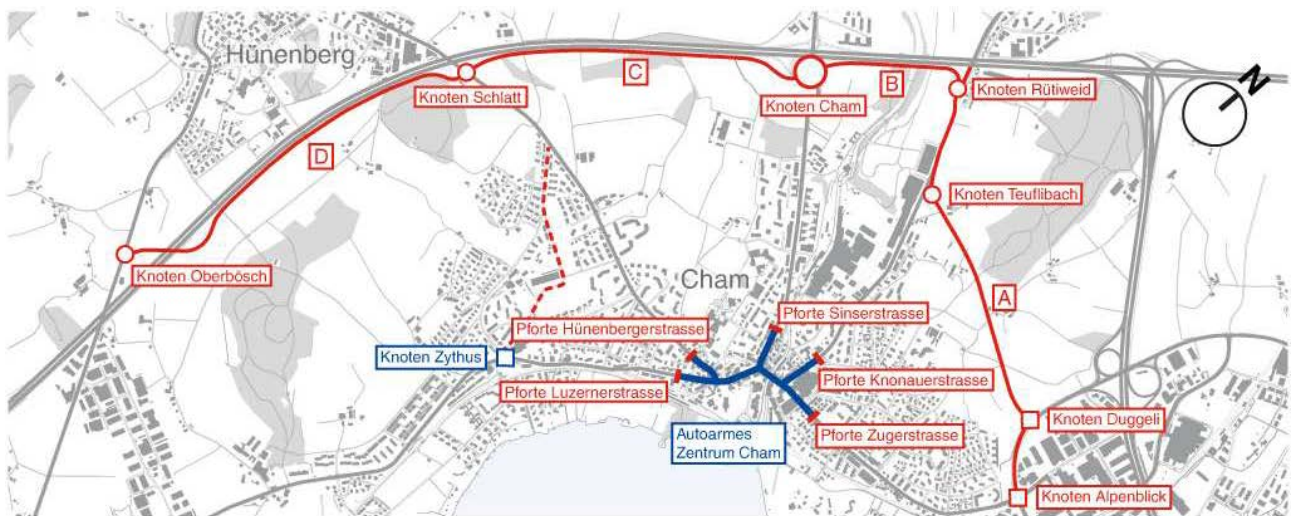 Hünenberg
N
C
Knoten Schlatt
Knoten Cham
B
Knoten Rütiweid
D
Knoten Teuflibach
Knoten Oberbösch
Cham
A
Pforte Hünenbergerstrasse
Pforte Sinserstrasse
Knoten Zythus
Pforte Luzernerstrasse
Pforte Knonauerstrasse
Knoten Duggeli
Pforte Zugerstrasse
Autoarmes
Zentrum Cham
Knoten Alpenblick